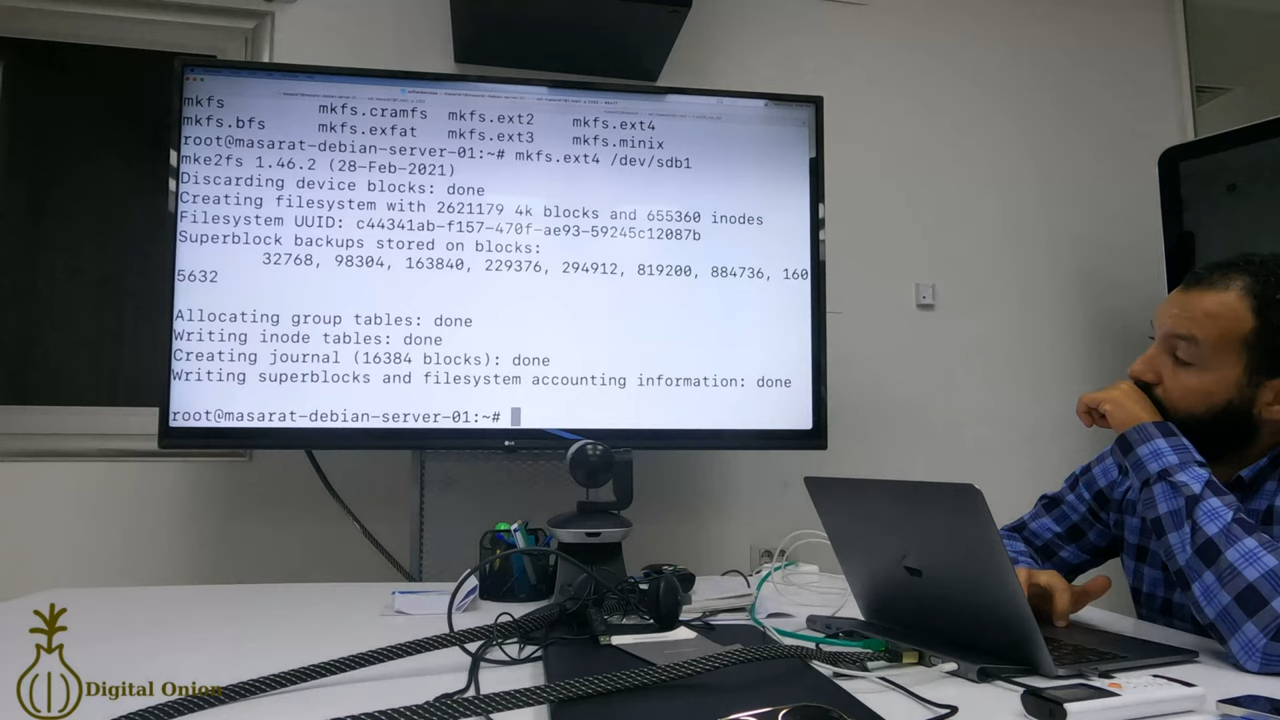 mkfs mkfs.cramfs mkfs.ext2 mkfs.ext4
mkfs.bfs mkfs.exfat mkfs.ext3 mkfs.minix
root@masarat-debian-server-01:~# mkfs.ext4 /dev/sdb1
mke2fs 1.46.2 (28-Feb-2021)
Discarding device blocks: done
Creating filesystem with 2621179 4k blocks and 655360 inodes
Filesystem UUID: c44341ab-f157-470f-ae93-59245c12087b
Superblock backups stored on blocks:
32768, 98304, 163840, 229376, 294912, 819200, 884736, 160
5632
Allocating group tables: done
Writing inode tables: done
Creating journal (16384 blocks): done
Writing superblocks and filesystem accounting information: done
root@masarat-debian-server-01:~#
LG
Digital Onion